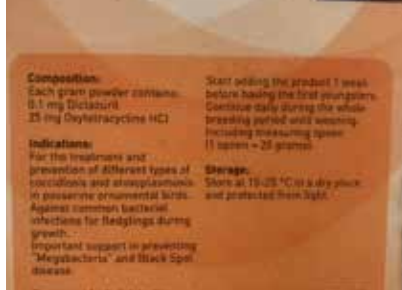 Composition:
Each gram powder contains:
0.1 mg Diclazuril
35 mg Oxytetracycline HCl
Indications:
For the treatment and
prevention of different types of
coccidiosis and atoxoplasmosis
in passerine ornamental birds.
Against common bacterial
infections for fledglings during
growth.
Important support in preventing
"Megabacteria" and Black Spot
disease.
Start adding the product 1 week
before having the first youngsters.
Continue daily during the whole
breeding period until weaning.
Including measuring spoon
(1 spoon = 25 grams)
Storage:
Store at 15-25 °C in a dry place
and protected from light.